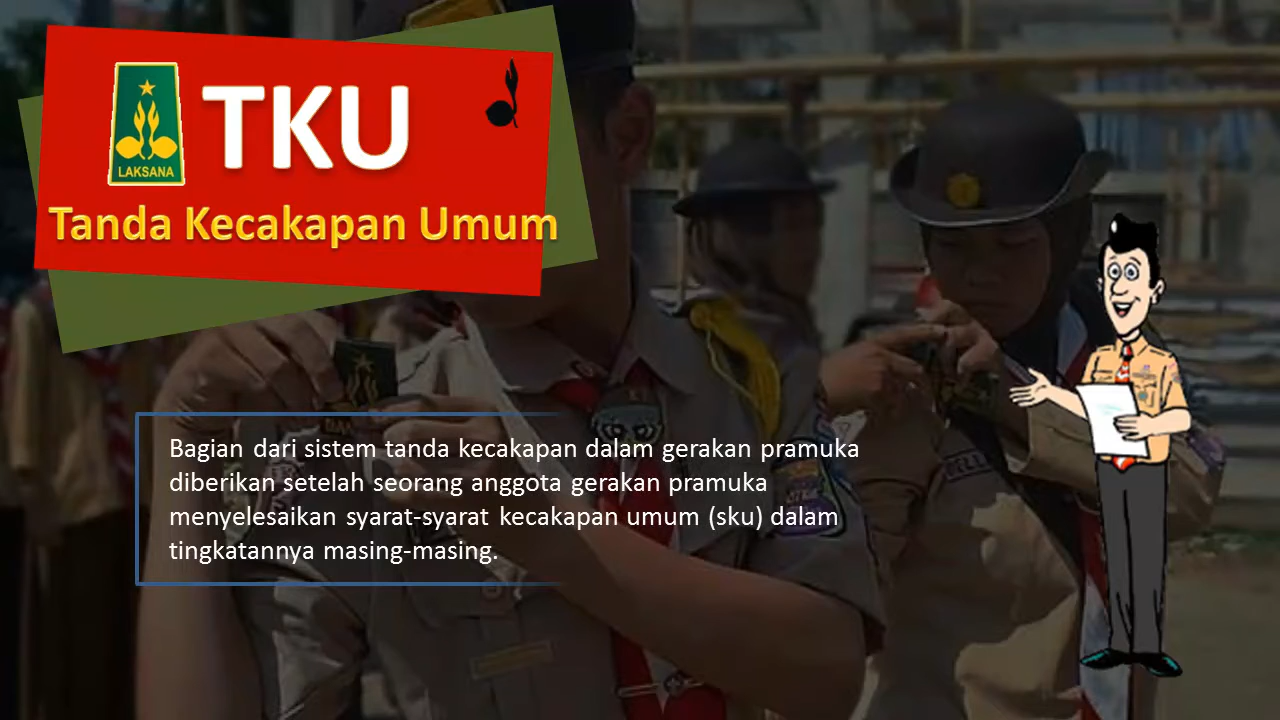 LAKSANA
TKU
Tanda Kecakapan Umum
Bagian dari sistem tanda kecakapan dalam gerakan pramuka
diberikan setelah seorang anggota gerakan pramuka
menyelesaikan syarat-syarat kecakapan umum (sku) dalam
tingkatannya masing-masing.